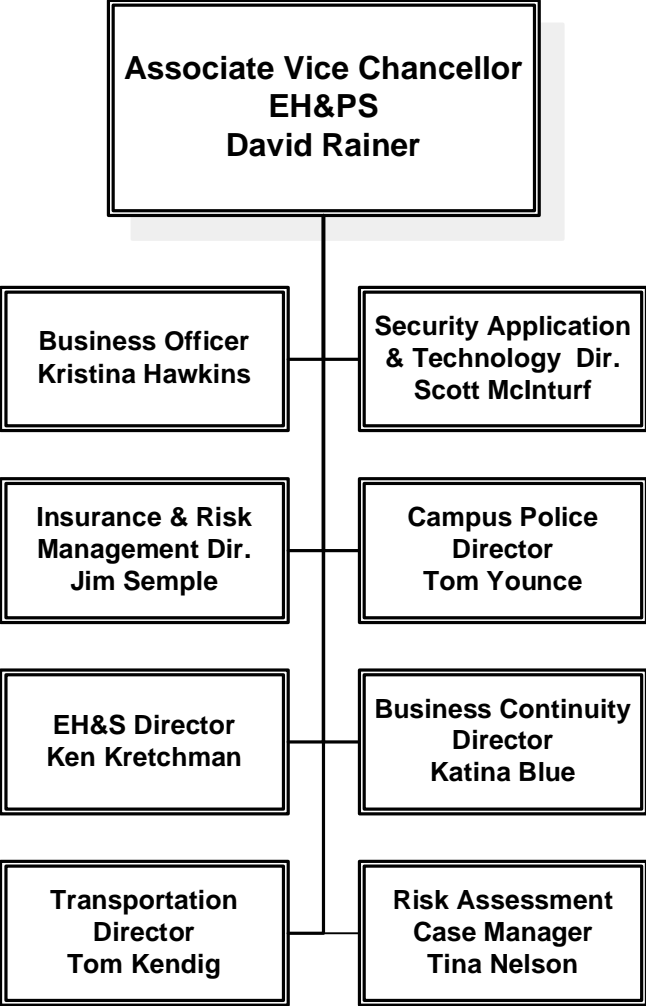 Associate Vice Chancellor
EH&PS
David Rainer
Business Officer
Kristina Hawkins
Security Application
& Technology Dir.
Scott McInturf
Insurance & Risk
Management Dir.
Jim Semple
Campus Police
Director
Tom Younce
EH&S Director
Ken Kretchman
Business Continuity
Director
Katina Blue
Transportation
Director
Tom Kendig
Risk Assessment
Case Manager
Tina Nelson